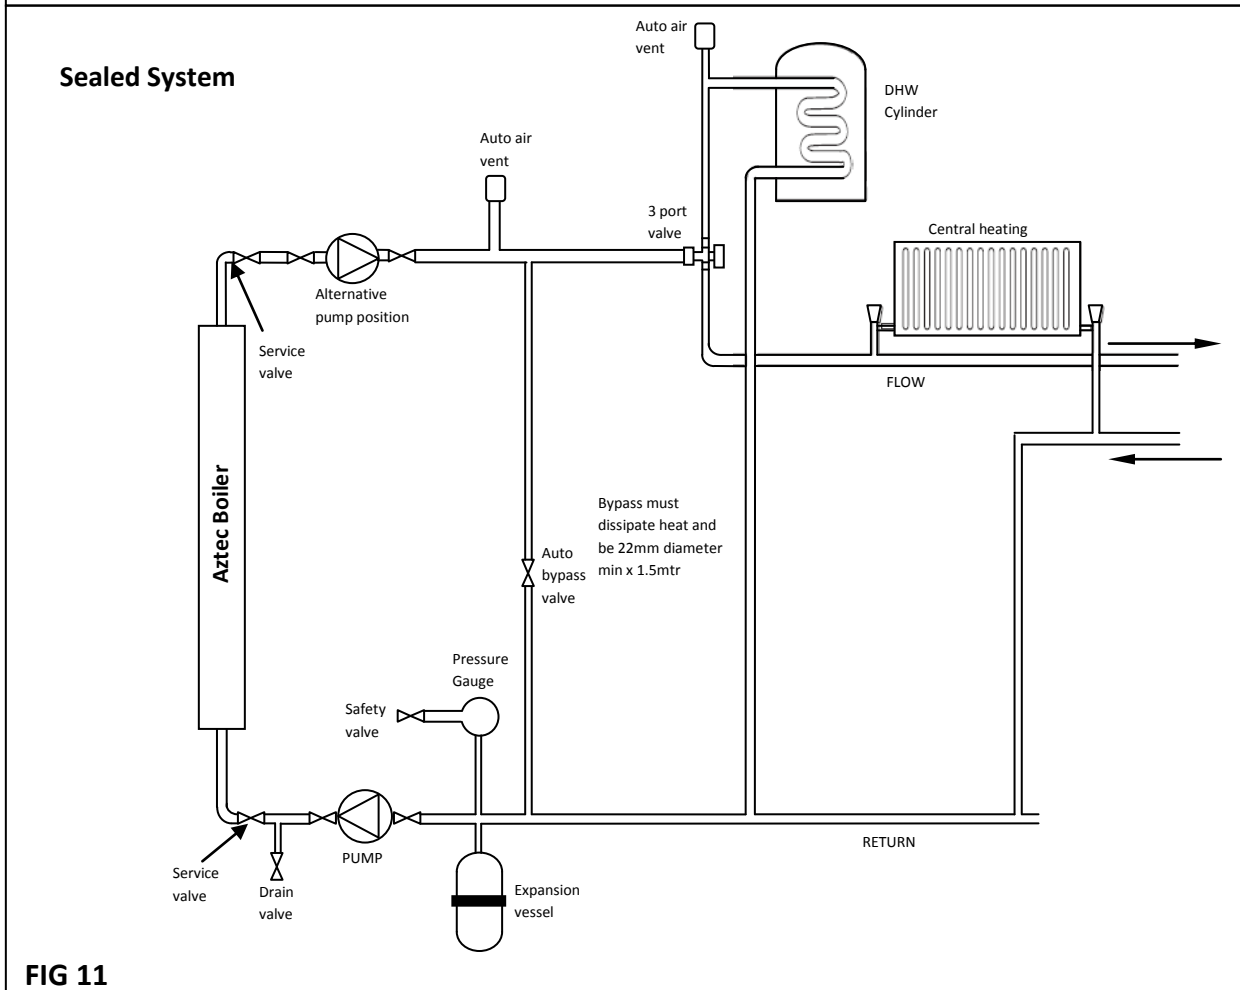 Auto air
vent
Sealed System
DHW
Cylinder
Auto air
vent
3 port
valve
Central heating
Alternative
pump position
Service
valve
FLOW
Aztec Boiler
Bypass must
dissipate heat and
be 22mm diameter
min x 1.5mtr
Auto
bypass
valve
Pressure
Gauge
Safety
valve
PUMP
RETURN
Service
valve
Drain
valve
Expansion
vessel
FIG 11